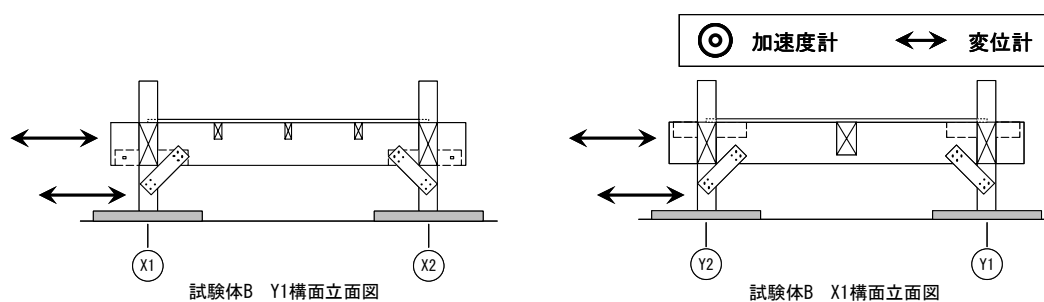 加速度計 変位計
X1 X2
試験体B Y1構面立面図
Y2 Y1
試験体B X1構面立面図